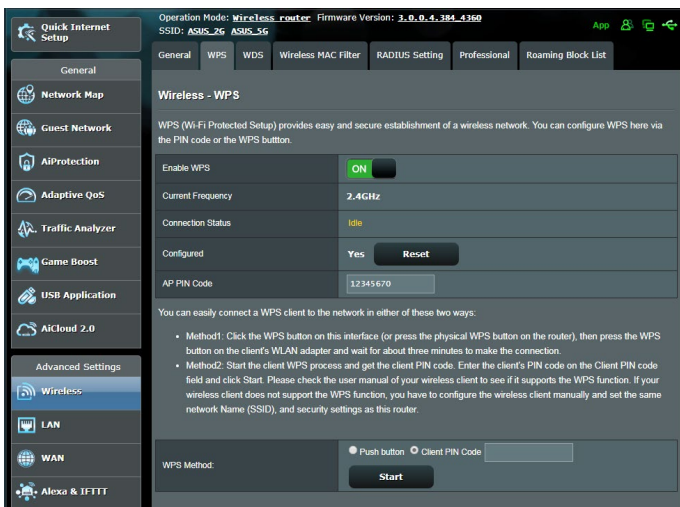 Quick Internet
Setup
Operation Mode: Wireless router Firmware Version: 3.0.0.4.384_4360
SSID: ASUS_2G ASUS_5G
App
General WPS WDS Wireless MAC Filter RADIUS Setting Professional Roaming Block List
General
Network Map
Guest Network
AiProtection
Adaptive QoS
Traffic Analyzer
Game Boost
USB Application
AiCloud 2.0
Advanced Settings
Wireless
LAN
WAN
Alexa & IFTTT
Wireless - WPS
WPS (Wi-Fi Protected Setup) provides easy and secure establishment of a wireless network. You can configure WPS here via
the PIN code or the WPS buttton.
Enable WPS ON
Current Frequency 2.4GHz
Connection Status Idle
Configured Yes Reset
AP PIN Code 12345670
You can easily connect a WPS client to the network in either of these two ways:
• Method1: Click the WPS button on this interface (or press the physical WPS button on the router), then press the WPS
button on the client's WLAN adapter and wait for about three minutes to make the connection.
• Method2: Start the client WPS process and get the client PIN code. Enter the client's PIN code on the Client PIN code
field and click Start. Please check the user manual of your wireless client to see if it supports the WPS function. If your
wireless client does not support the WPS function, you have to configure the wireless client manually and set the same
network Name (SSID), and security settings as this router.
WPS Method: Push button Client PIN Code
Start